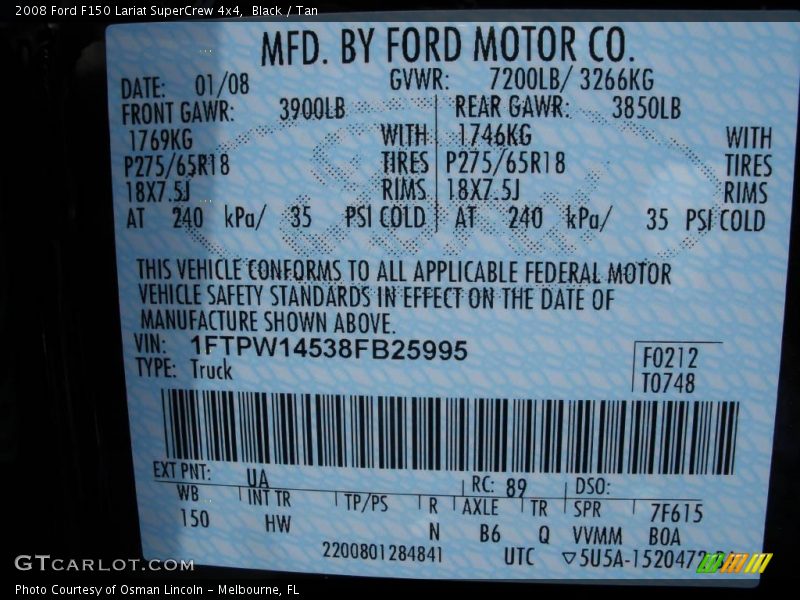 2008 Ford F150 Lariat SuperCrew 4x4,  Black / Tan
MFD. BY FORD MOTOR CO.
DATE: 01/08 GVWR: 7200LB/ 3266KG
FRONT GAWR: 3900LB REAR GAWR: 3850LB
1769KG WITH 1746KG WITH
P275/65R18 TIRES P275/65R18 TIRES
18X7.5J RIMS 18X7.5J RIMS
AT 240 kPa/ 35 PSI COLD AT 240 kPa/ 35 PSI COLD
THIS VEHICLE CONFORMS TO ALL APPLICABLE FEDERAL MOTOR
VEHICLE SAFETY STANDARDS IN EFFECT ON THE DATE OF
MANUFACTURE SHOWN ABOVE.
VIN: 1FTPW14538FB25995
F0212
TYPE: Truck
T0748
EXT PNT: UA RC: 89 DSO:
WB INT TR TP/PS R AXLE TR SPR 7F615
150 HW N B6 Q VVMM BOA
2200801284841 UTC ▽5U5A-1520472
GTCARLOT.COM
Photo Courtesy of Osman Lincoln – Melbourne, FL